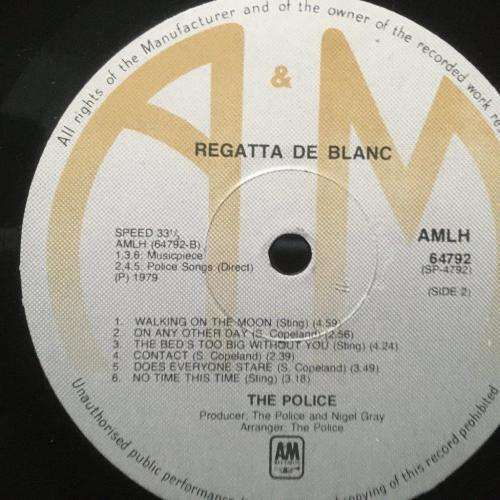 All rights of the Manufacturer and of the owner of the recorded work
A & M
REGATTA DE BLANC
SPEED 33⅓
AMLH (64792-B)
1.3.6: Musicpiece
2.4.5: Police Songs (Direct)
(P) 1979
AMLH
64792
(SP-4792)
(SIDE 2)
1. WALKING ON THE MOON (Sting) (4.59)
2. ON ANY OTHER DAY (S. Copeland) (2.56)
3. THE BED'S TOO BIG WITHOUT YOU (Sting) (4.24)
4. CONTACT (S. Copeland) (2.39)
5. DOES EVERYONE STARE (S. Copeland) (3.49)
6. NO TIME THIS TIME (Sting) (3.18)
THE POLICE
Producer: The Police and Nigel Gray
Arranger: The Police
AM
Unauthorised public performance
copying of this record prohibited